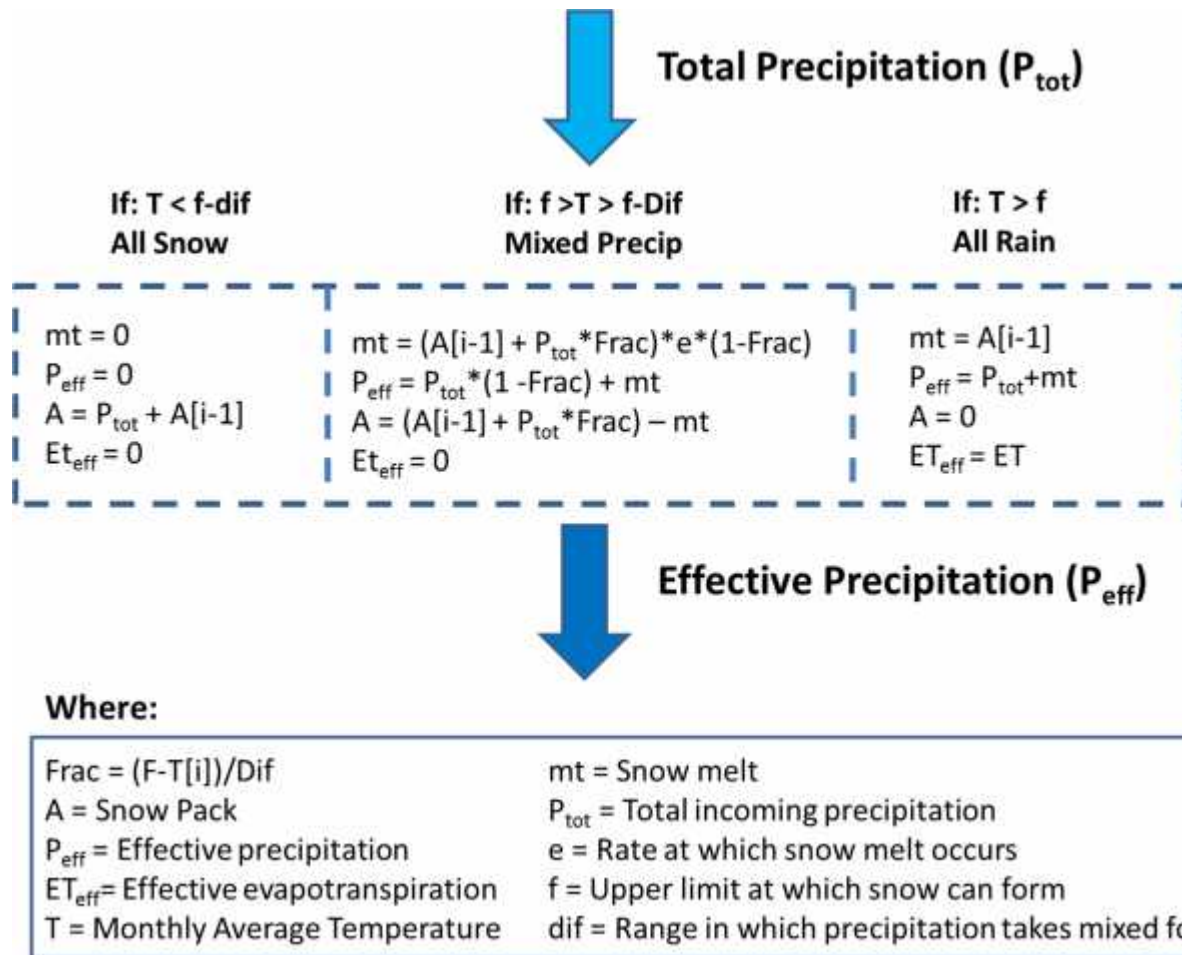 Total Precipitation (Ptot)
If: T < f-dif
All Snow
If: f >T > f-Dif
Mixed Precip
If: T > f
All Rain
mt = 0
Peff = 0
A = Ptot + A[i-1]
Eteff = 0
mt = (A[i-1] + Ptot*Frac)*e*(1-Frac)
Peff = Ptot*(1 -Frac) + mt
A = (A[i-1] + Ptot*Frac) – mt
Eteff = 0
mt = A[i-1]
Peff = Ptot+mt
A = 0
ETeff = ET
Effective Precipitation (Peff)
Where:
Frac = (F-T[i])/Dif
A = Snow Pack
Peff = Effective precipitation
ETeff= Effective evapotranspiration
T = Monthly Average Temperature
mt = Snow melt
Ptot = Total incoming precipitation
e = Rate at which snow melt occurs
f = Upper limit at which snow can form
dif = Range in which precipitation takes mixed